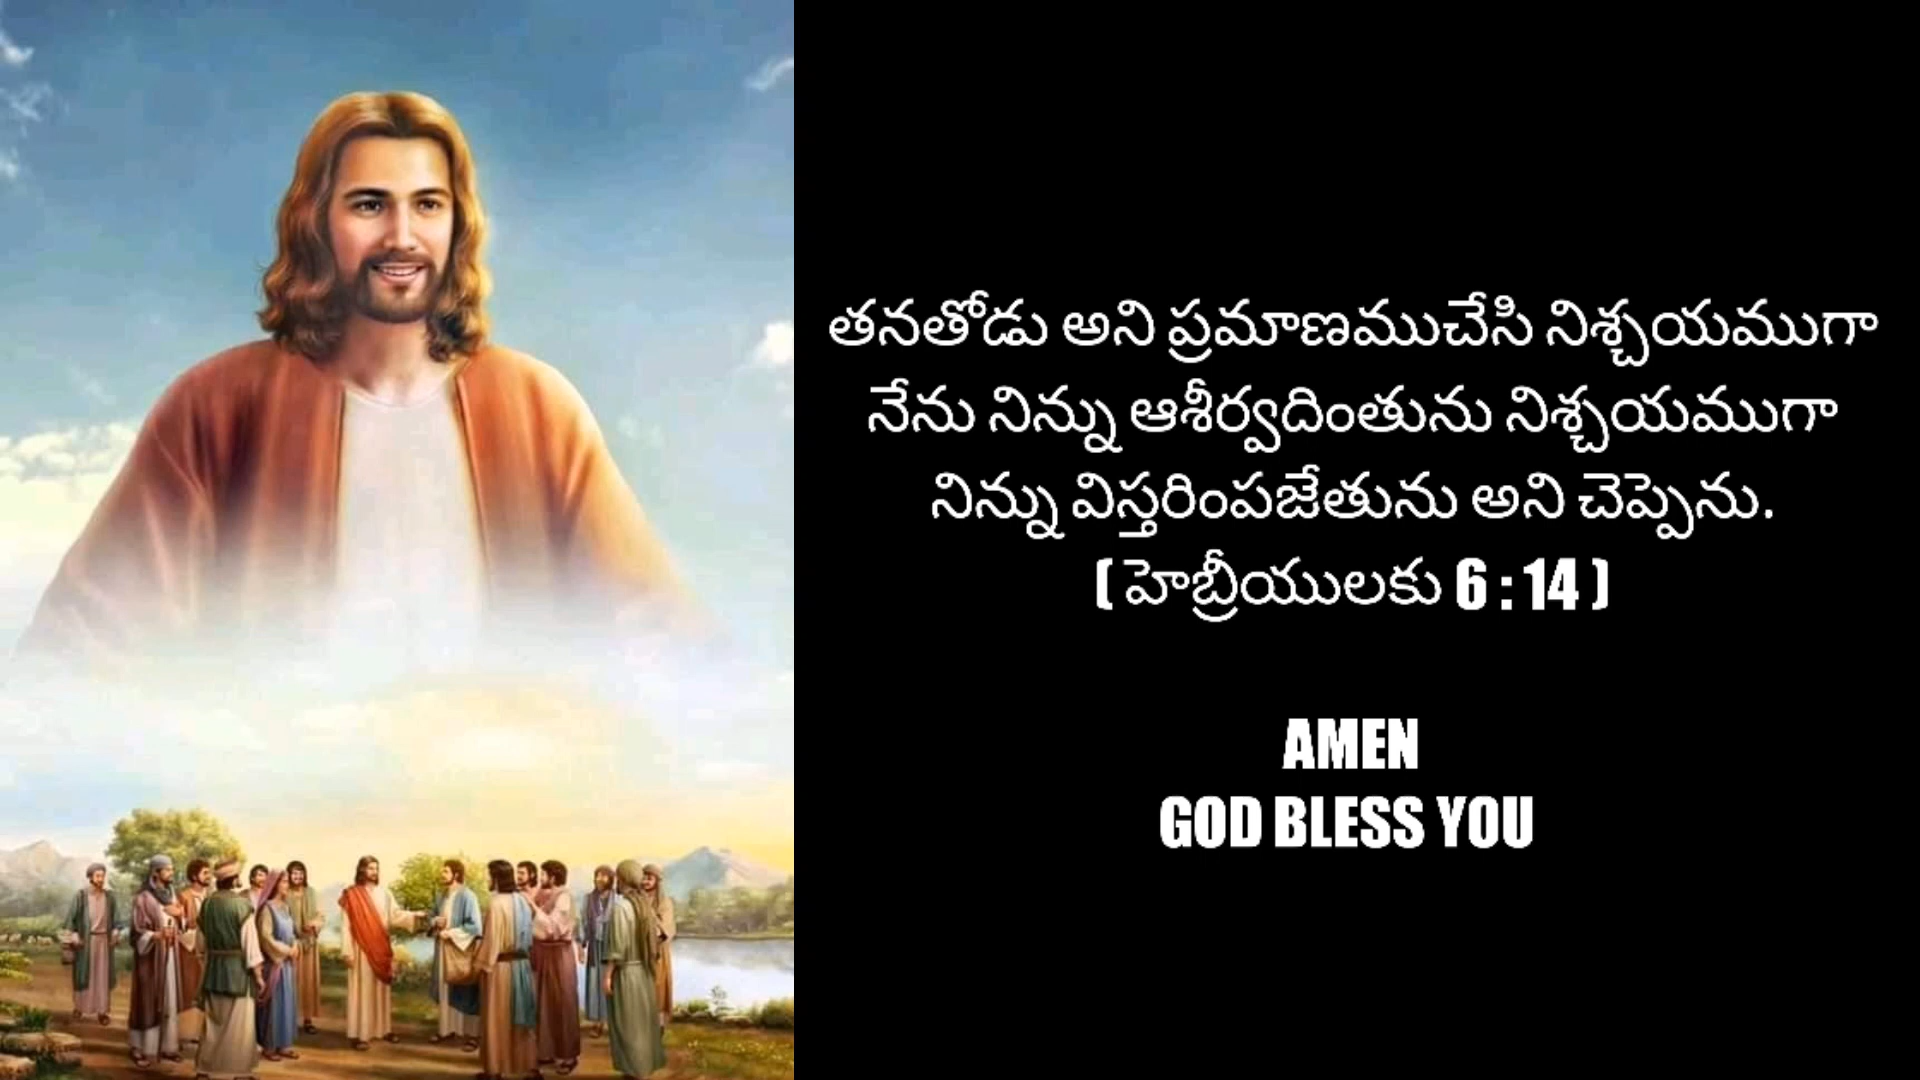 తనతోడు అని ప్రమాణముచేసి నిశ్చయముగా
నేను నిన్ను ఆశీర్వదింతును నిశ్చయముగా
నిన్ను విస్తరింపజేతును అని చెప్పెను.
( హెబ్రీయులకు 6 : 14 )
AMEN
GOD BLESS YOU